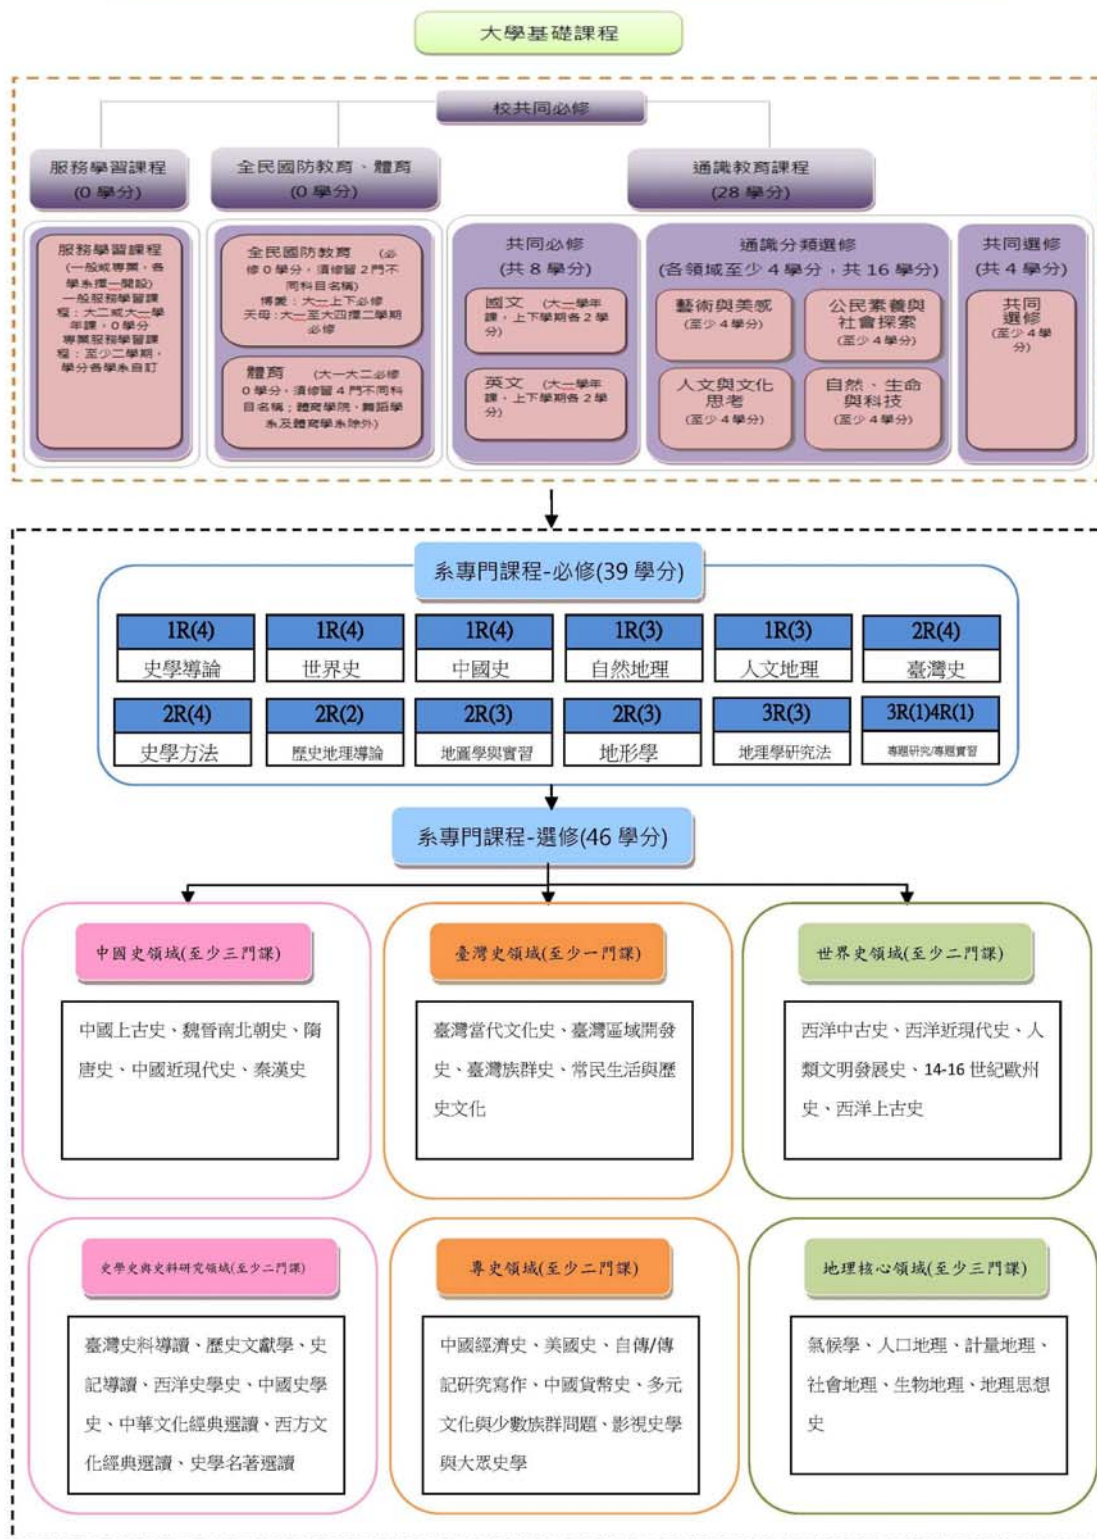 大學基礎課程
校共同必修
服務學習課程
(0 學分)
全民國防教育、體育
(0 學分)
通識教育課程
(28 學分)
服務學習課程
(一般或專業，各
學系擇一開設)
一般服務學習課
程：大二或大一學
年課，0 學分
專業服務學習課
程：至少二學期，
學分各學系自訂
全民國防教育 (必
修 0 學分，須修習 2 門不
同科目名稱)
博愛：大一上下必修
天母：大一至大四擇二學期
必修
體育 (大一大二必修
0 學分，須修習 4 門不同科
目名稱；體育學院、舞蹈學
系及體育學系除外)
共同必修
(共 8 學分)
國文 (大一學年
課，上下學期各 2 學
分)
英文 (大一學年
課，上下學期各 2 學
分)
通識分類選修
(各領域至少 4 學分，共 16 學分)
藝術與美感
(至少 4 學分)
公民素養與
社會探索
(至少 4 學分)
人文與文化
思考
(至少 4 學分)
自然、生命
與科技
(至少 4 學分)
共同選修
(共 4 學分)
共同
選修
(至少 4 學
分)
系專門課程-必修(39 學分)
1R(4)
史學導論
1R(4)
世界史
1R(4)
中國史
1R(3)
自然地理
1R(3)
人文地理
2R(4)
臺灣史
2R(4)
史學方法
2R(2)
歷史地理導論
2R(3)
地圖學與實習
2R(3)
地形學
3R(3)
地理學研究法
3R(1)4R(1)
專題研究/專題實習
系專門課程-選修(46 學分)
中國史領域(至少三門課)
中國上古史、魏晉南北朝史、隋
唐史、中國近現代史、秦漢史
臺灣史領域(至少一門課)
臺灣當代文化史、臺灣區域開發
史、臺灣族群史、常民生活與歷
史文化
世界史領域(至少二門課)
西洋中古史、西洋近現代史、人
類文明發展史、14-16 世紀歐州
史、西洋上古史
史學史與史料研究領域(至少二門課)
臺灣史料導讀、歷史文獻學、史
記導讀、西洋史學史、中國史學
史、中華文化經典選讀、西方文
化經典選讀、史學名著選讀
專史領域(至少二門課)
中國經濟史、美國史、自傳/傳
記研究寫作、中國貨幣史、多元
文化與少數族群問題、影視史學
與大眾史學
地理核心領域(至少三門課)
氣候學、人口地理、計量地理、
社會地理、生物地理、地理思想
史